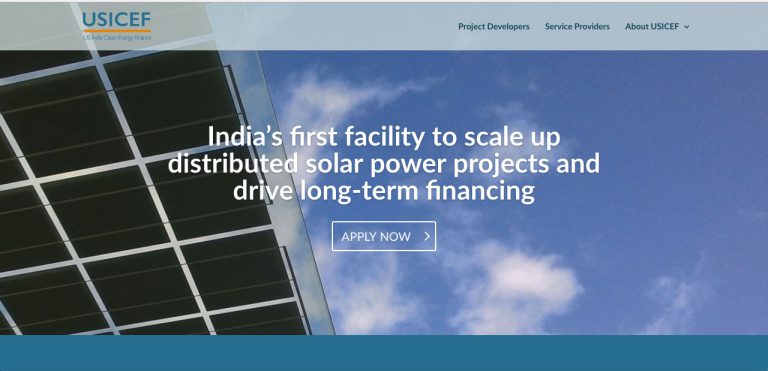 USICEF
US-India Clean Energy Finance
Project Developers
Service Providers
About USICEF
India's first facility to scale up
distributed solar power projects and
drive long-term financing
APPLY NOW